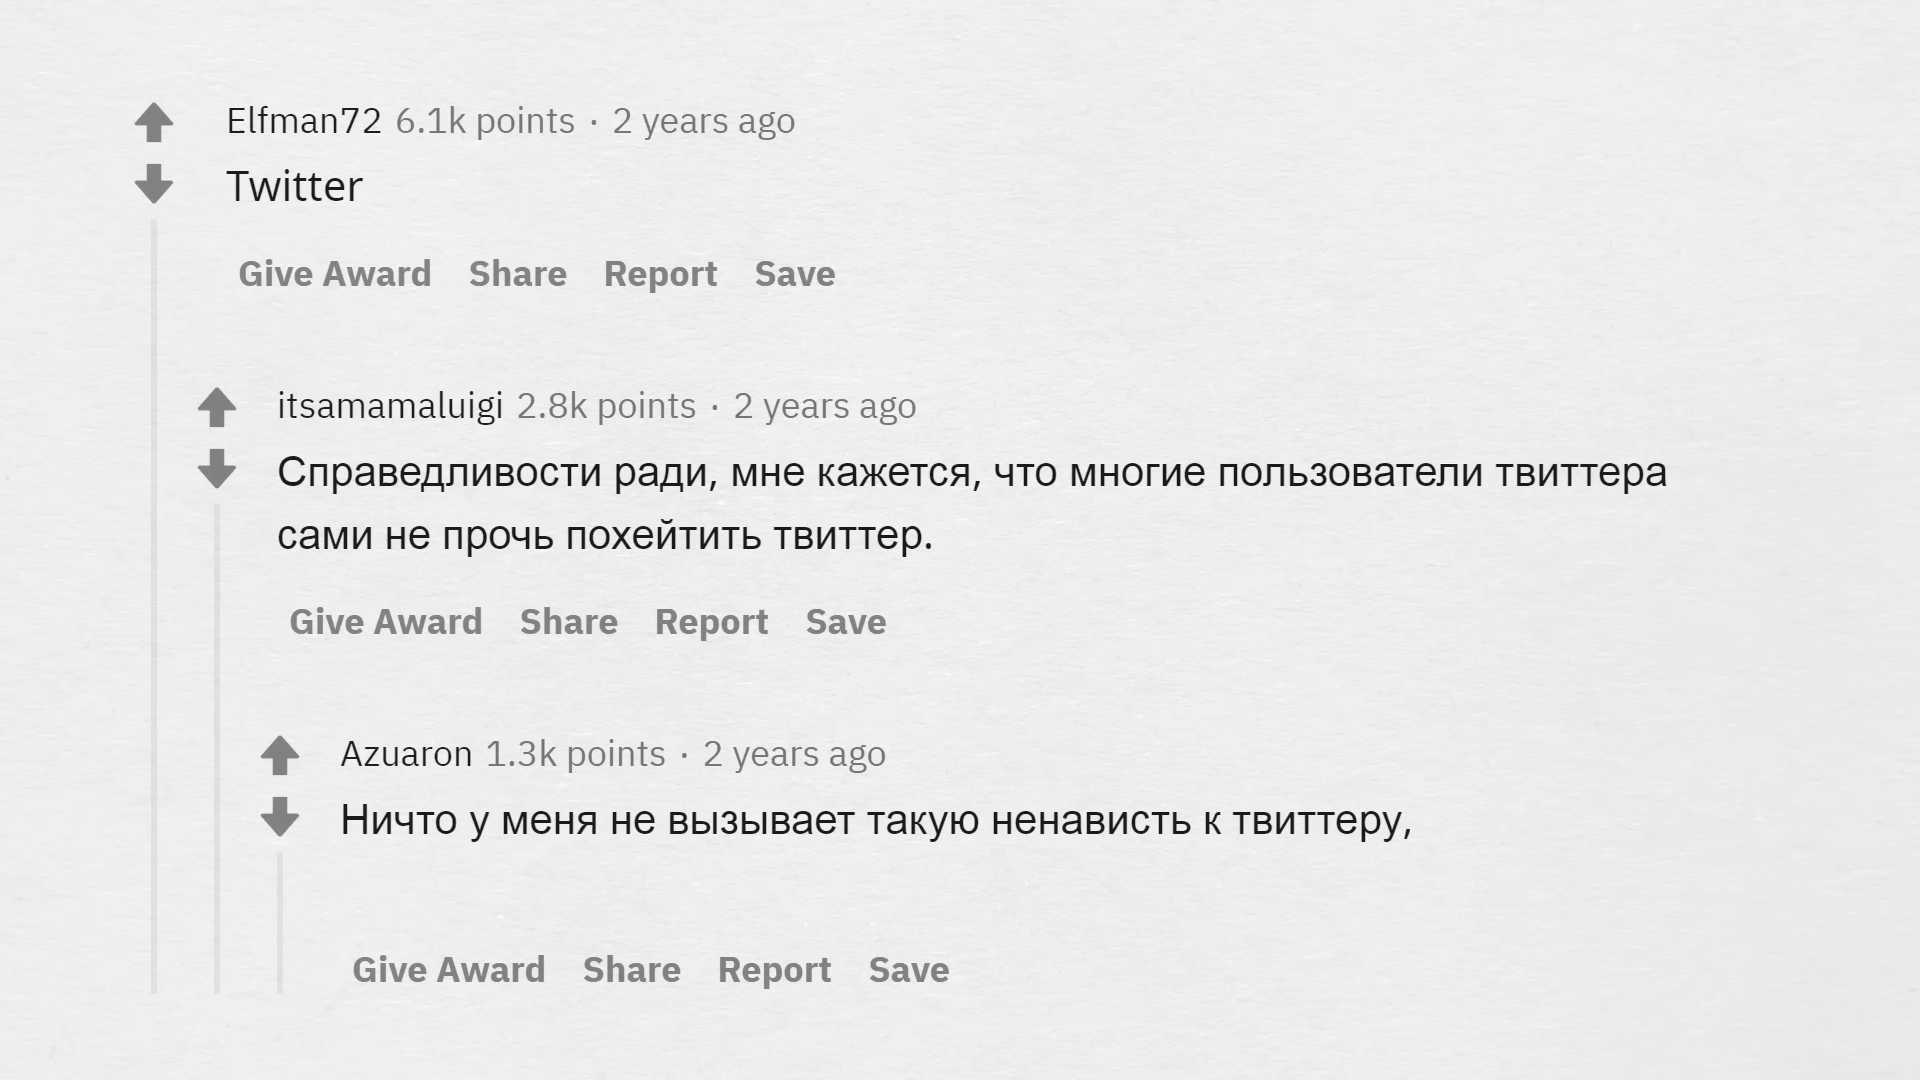 Elfman72 6.1k points · 2 years ago
Twitter
Give Award Share Report Save
itsamamaluigi 2.8k points · 2 years ago
Справедливости ради, мне кажется, что многие пользователи твиттера
сами не прочь похейтить твиттер.
Give Award Share Report Save
Azuaron 1.3k points · 2 years ago
Ничто у меня не вызывает такую ненависть к твиттеру,
Give Award Share Report Save